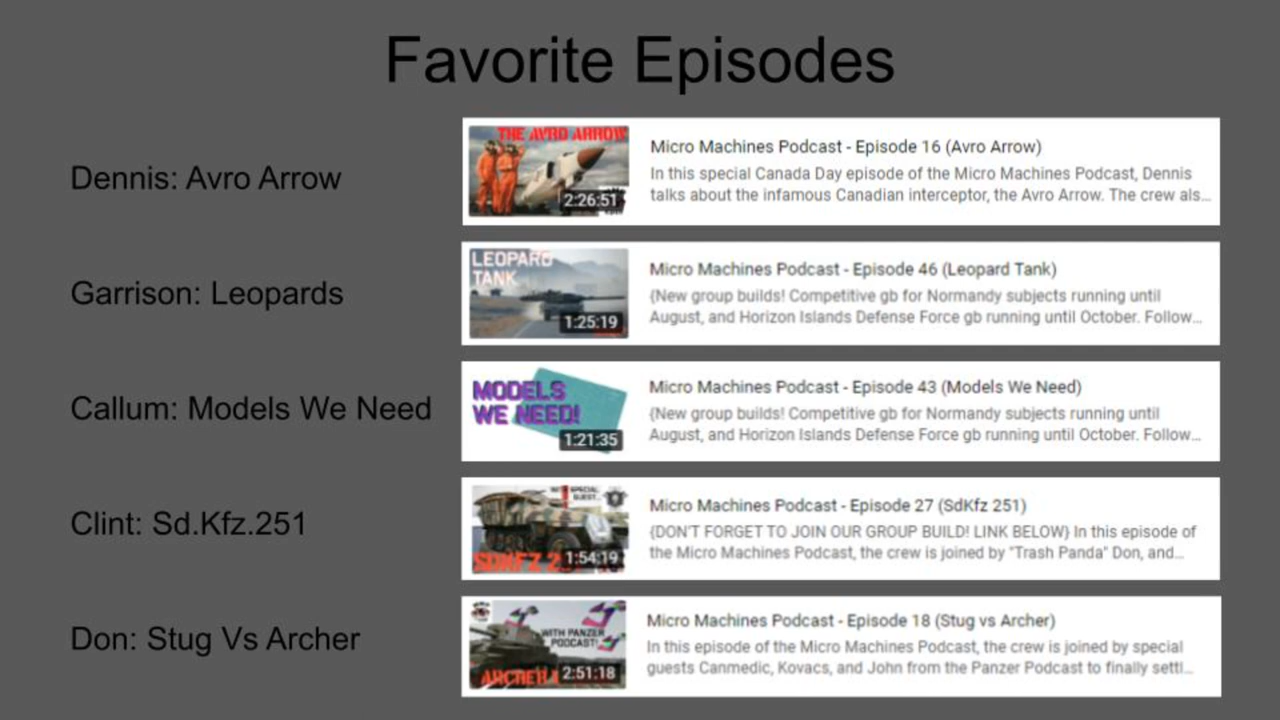 Favorite Episodes
Dennis: Avro Arrow
THE AVRO ARROW
2:26:51
Micro Machines Podcast - Episode 16 (Avro Arrow)
In this special Canada Day episode of the Micro Machines Podcast, Dennis
talks about the infamous Canadian interceptor, the Avro Arrow. The crew als...
Garrison: Leopards
LEOPARD
TANK
1:25:19
Micro Machines Podcast - Episode 46 (Leopard Tank)
(New group builds! Competitive gb for Normandy subjects running until
August, and Horizon Islands Defense Force gb running until October. Follow...
Callum: Models We Need
MODELS
WE NEED!
1:21:35
Micro Machines Podcast - Episode 43 (Models We Need)
(New group builds! Competitive gb for Normandy subjects running until
August, and Horizon Islands Defense Force gb running until October. Follow...
Clint: Sd.Kfz.251
SPECIAL
GUEST...
SDKFZ 2
1:54:19
Micro Machines Podcast - Episode 27 (SdKfz 251)
{DON'T FORGET TO JOIN OUR GROUP BUILD! LINK BELOW} In this episode of
the Micro Machines Podcast, the crew is joined by "Trash Panda" Don, and...
Don: Stug Vs Archer
WITH PANZER
PODCAST!
ARCHER
2:51:18
Micro Machines Podcast - Episode 18 (Stug vs Archer)
In this episode of the Micro Machines Podcast, the crew is joined by special
guests Canmedic, Kovacs, and John from the Panzer Podcast to finally settl...